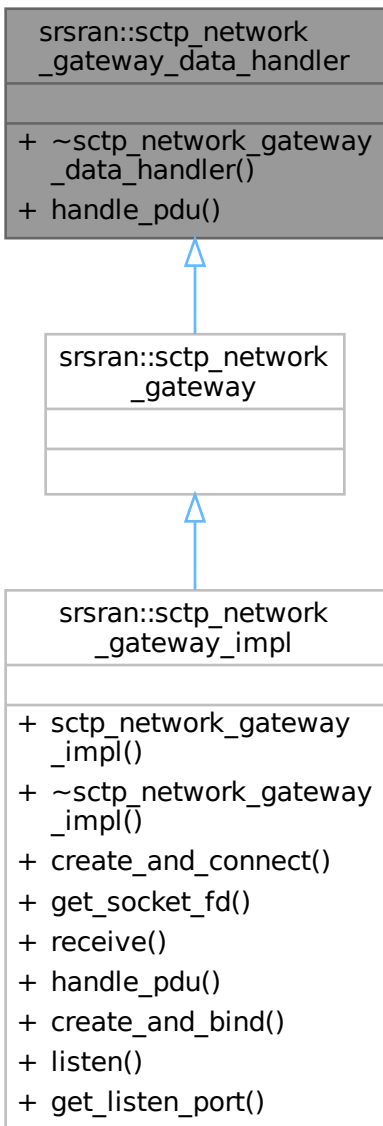 srsran::sctp_network
_gateway_data_handler
+ ~sctp_network_gateway
_data_handler()
+ handle_pdu()
srsran::sctp_network
_gateway
srsran::sctp_network
_gateway_impl
+ sctp_network_gateway
_impl()
+ ~sctp_network_gateway
_impl()
+ create_and_connect()
+ get_socket_fd()
+ receive()
+ handle_pdu()
+ create_and_bind()
+ listen()
+ get_listen_port()